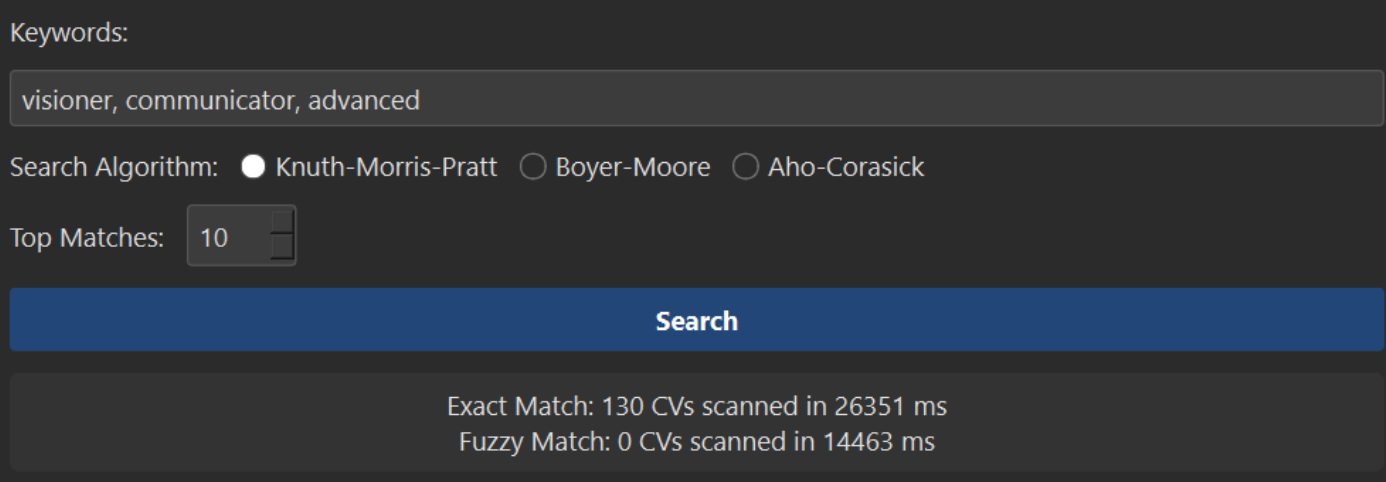 Keywords:
visioner, communicator, advanced
Search Algorithm: Knuth-Morris-Pratt Boyer-Moore Aho-Corasick
Top Matches: 10
Search
Exact Match: 130 CVs scanned in 26351 ms
Fuzzy Match: 0 CVs scanned in 14463 ms